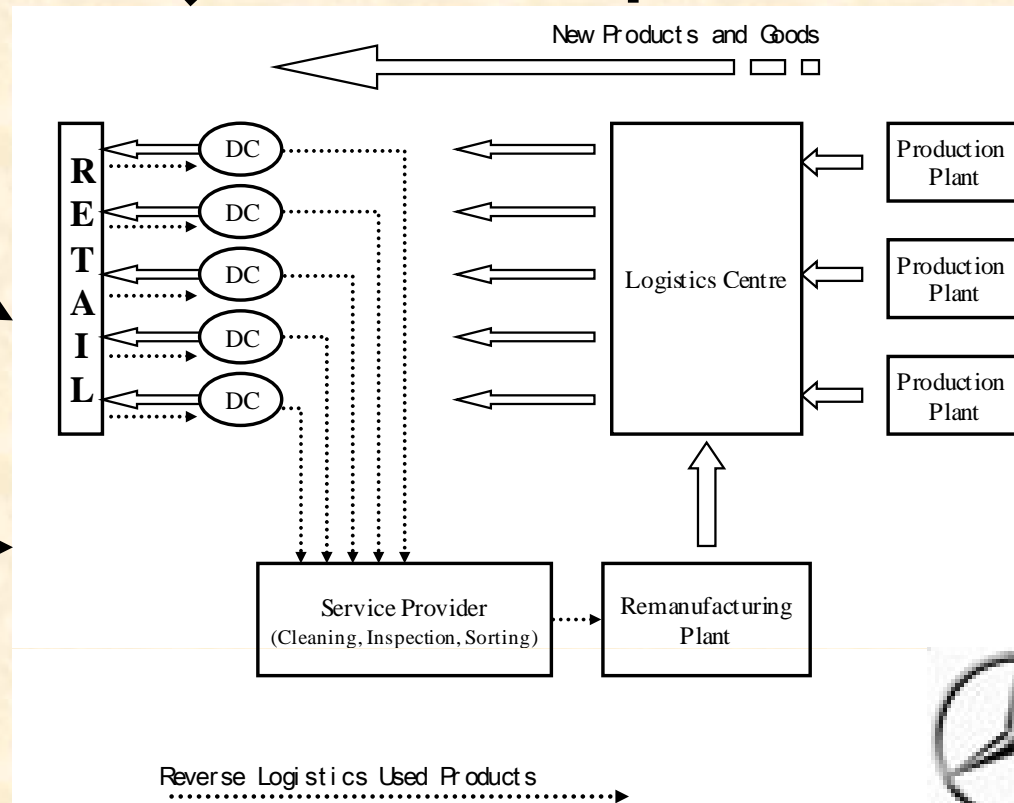 New Products and Goods
RETAIL
DC
DC
DC
DC
DC
Logistics Centre
Production
Plant
Production
Plant
Production
Plant
Service Provider
(Cleaning, Inspection, Sorting)
Remanufacturing
Plant
Reverse Logistics Used Products